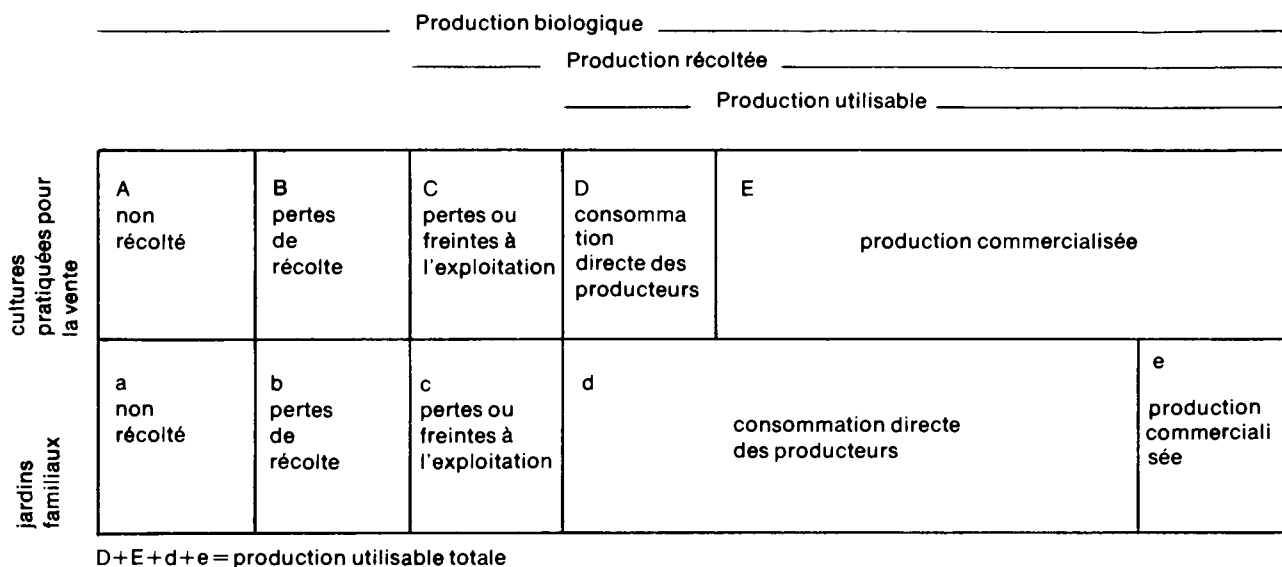 Production biologique
Production récoltée
Production utilisable
cultures
pratiquées pour
la vente
A
non
récolté
B
pertes
de
récolte
C
pertes ou
freintes à
l'exploitation
D
consomma
tion
directe des
producteurs
E
production commercialisée
jardins
familiaux
a
non
récolté
b
pertes
de
récolte
c
pertes ou
freintes à
l'exploitation
d
consommation directe
des producteurs
e
production
commerciali
sée
D+E+d+e=production utilisable totale